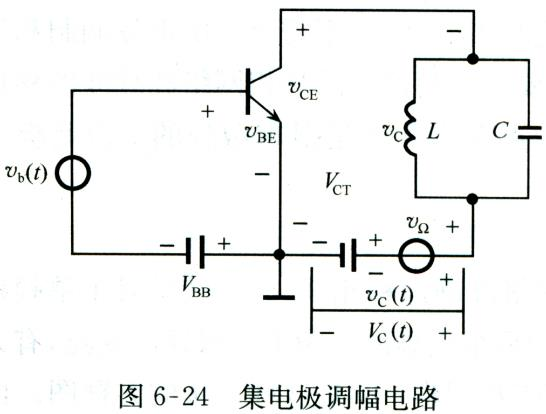 + −
v_CE
+
v_BE
v_C L C
v_b(t)
−
V_CT
v_Ω +
−
− + − + +
V_BB
−
v_C(t)
− V_C(t) +
图 6-24 集电极调幅电路